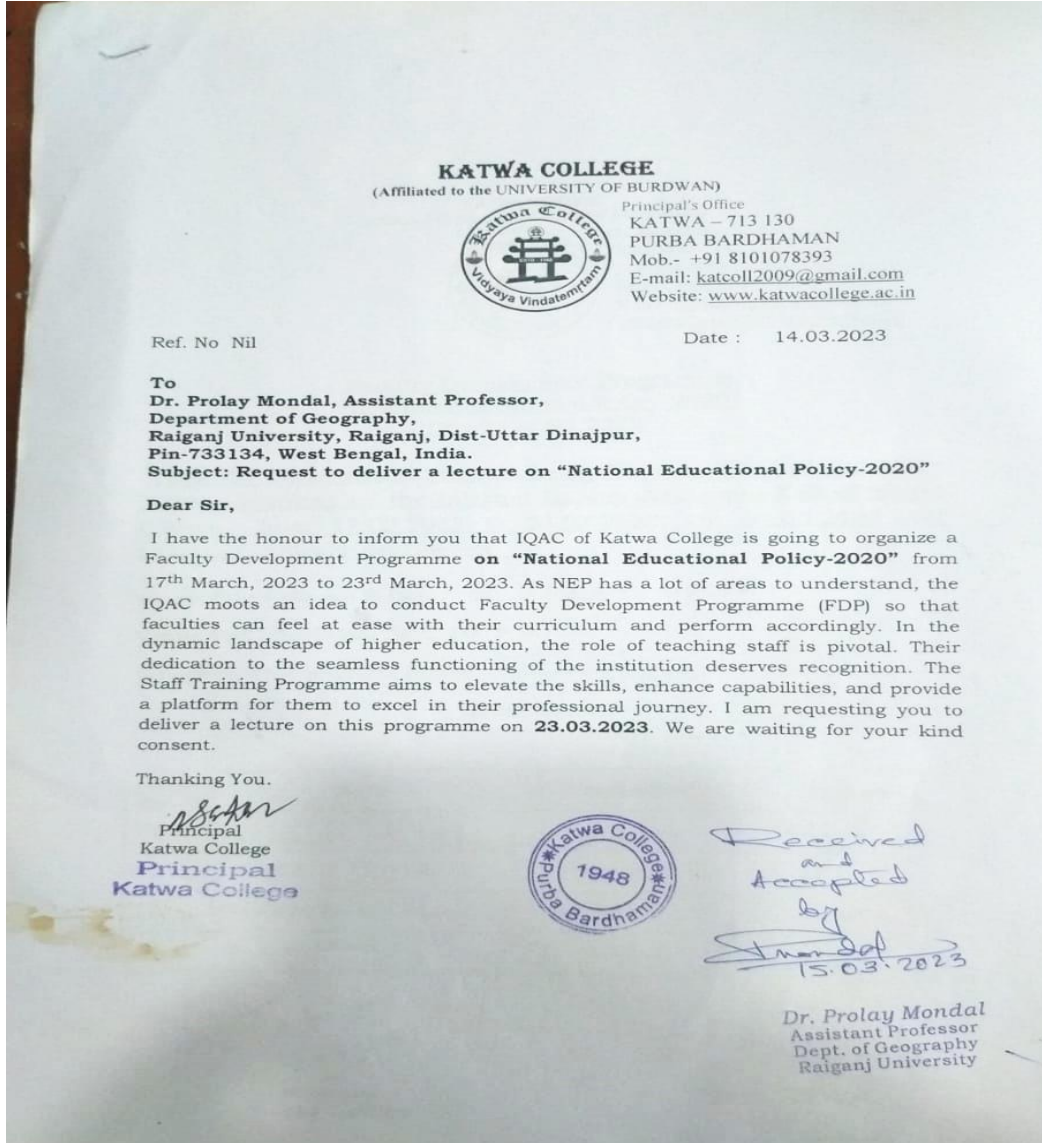 KATWA COLLEGE
(Affiliated to the UNIVERSITY OF BURDWAN)
Katwa College
Vidyaya Vindatemrtam
Principal's Office
KATWA – 713 130
PURBA BARDHAMAN
Mob.- +91 8101078393
E-mail: katcoll2009@gmail.com
Website: www.katwacollege.ac.in
Ref. No Nil
Date : 14.03.2023
To
Dr. Prolay Mondal, Assistant Professor,
Department of Geography,
Raiganj University, Raiganj, Dist-Uttar Dinajpur,
Pin-733134, West Bengal, India.
Subject: Request to deliver a lecture on “National Educational Policy-2020”
Dear Sir,
I have the honour to inform you that IQAC of Katwa College is going to organize a
Faculty Development Programme on “National Educational Policy-2020” from
17th March, 2023 to 23rd March, 2023. As NEP has a lot of areas to understand, the
IQAC moots an idea to conduct Faculty Development Programme (FDP) so that
faculties can feel at ease with their curriculum and perform accordingly. In the
dynamic landscape of higher education, the role of teaching staff is pivotal. Their
dedication to the seamless functioning of the institution deserves recognition. The
Staff Training Programme aims to elevate the skills, enhance capabilities, and provide
a platform for them to excel in their professional journey. I am requesting you to
deliver a lecture on this programme on 23.03.2023. We are waiting for your kind
consent.
Thanking You.
Principal
Katwa College
Principal
Katwa College
Katwa College
1948
Purba Bardhaman
Received
and
Accepted
by
15.03.2023
Dr. Prolay Mondal
Assistant Professor
Dept. of Geography
Raiganj University